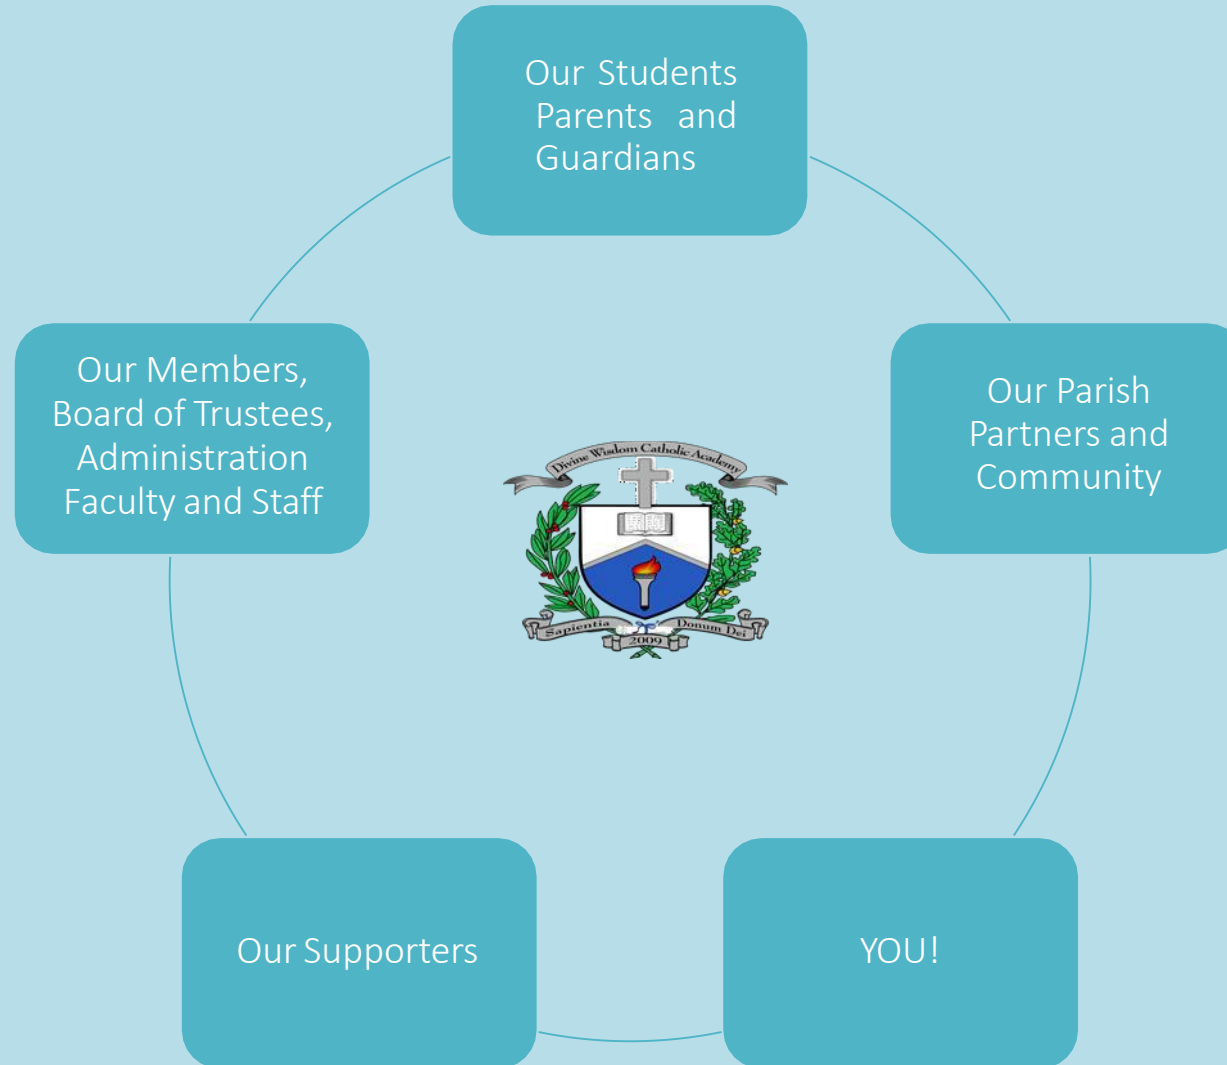 Our Students
Parents and
Guardians
Our Members,
Board of Trustees,
Administration
Faculty and Staff
Our Parish
Partners and
Community
Divine Wisdom Catholic Academy
Sapientia Donum Dei
2009
Our Supporters
YOU!